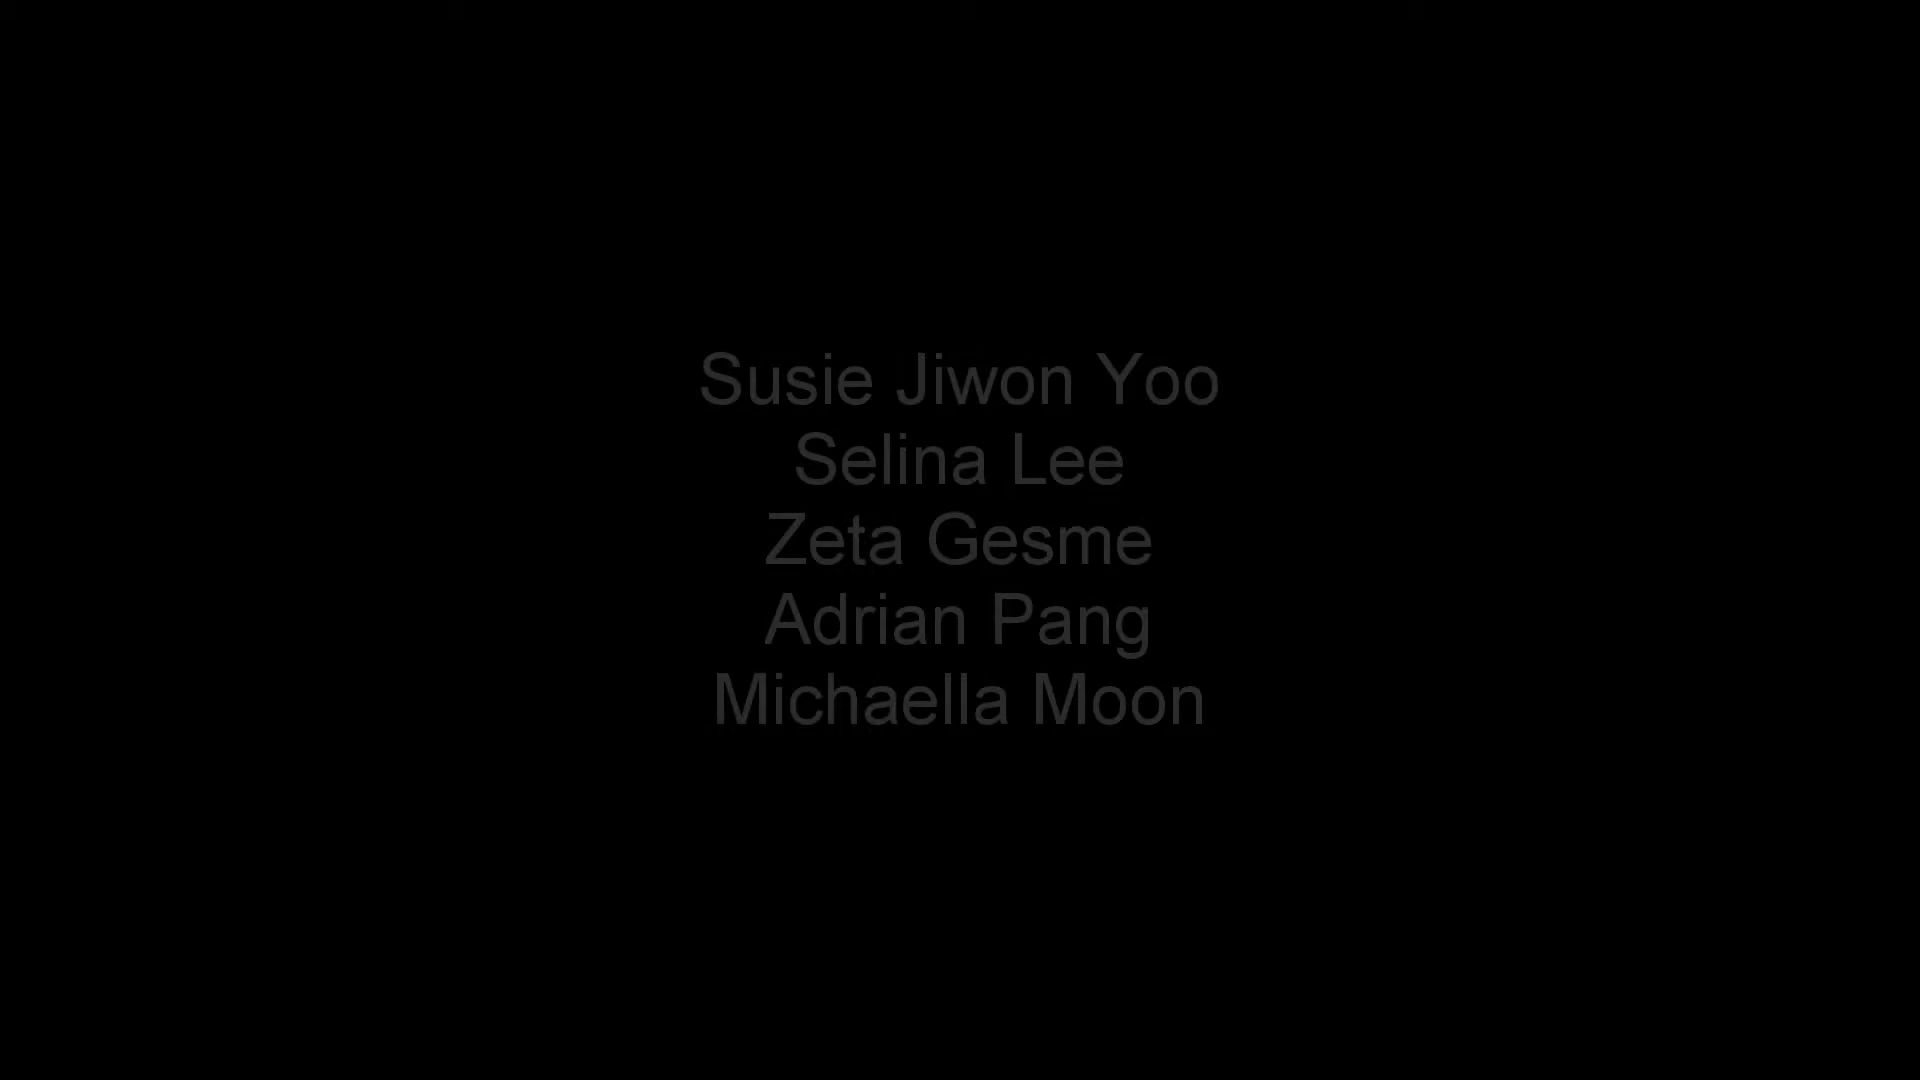 Susie Jiwon Yoo
Selina Lee
Zeta Gesme
Adrian Pang
Michaella Moon